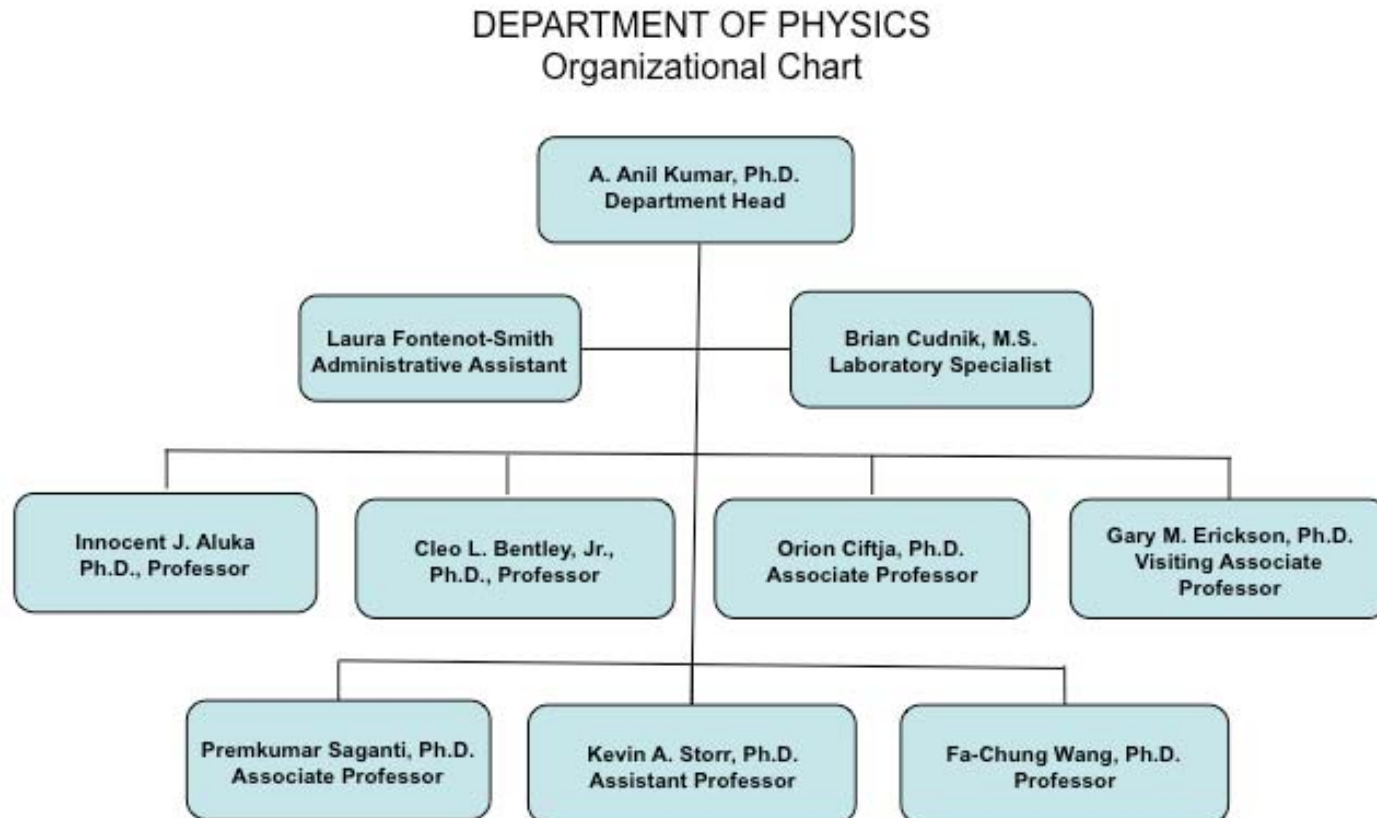 DEPARTMENT OF PHYSICS
Organizational Chart
A. Anil Kumar, Ph.D.
Department Head
Laura Fontenot-Smith
Administrative Assistant
Brian Cudnik, M.S.
Laboratory Specialist
Innocent J. Aluka
Ph.D., Professor
Cleo L. Bentley, Jr.,
Ph.D., Professor
Orion Ciftja, Ph.D.
Associate Professor
Gary M. Erickson, Ph.D.
Visiting Associate
Professor
Premkumar Saganti, Ph.D.
Associate Professor
Kevin A. Storr, Ph.D.
Assistant Professor
Fa-Chung Wang, Ph.D.
Professor